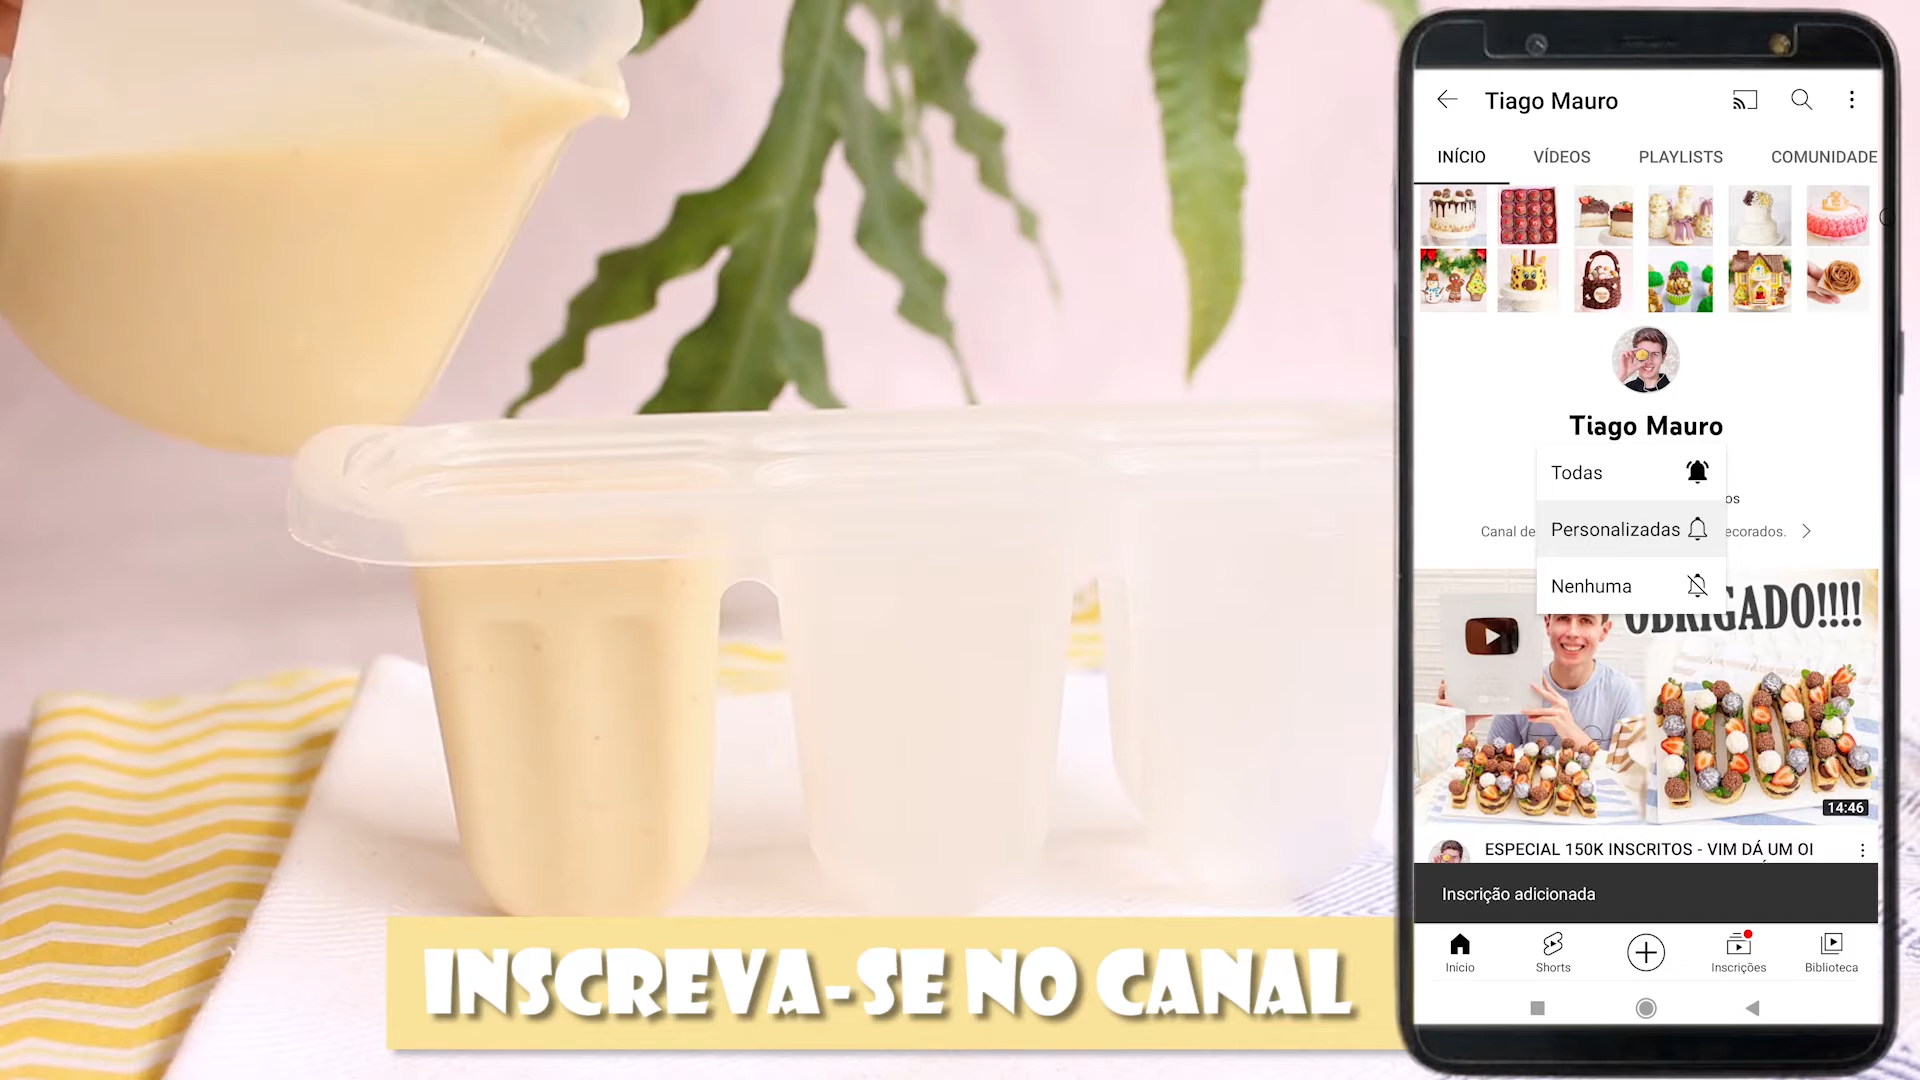 Tiago Mauro
INÍCIO VÍDEOS PLAYLISTS COMUNIDADE
Tiago Mauro
Todas
os
Personalizadas
Canal de
ecorados.
Nenhuma
OBRIGADO!!!!
14:46
ESPECIAL 150K INSCRITOS - VIM DÁ UM OI
Inscrição adicionada
Início Shorts Inscrições Biblioteca
INSCREVA-SE NO CANAL